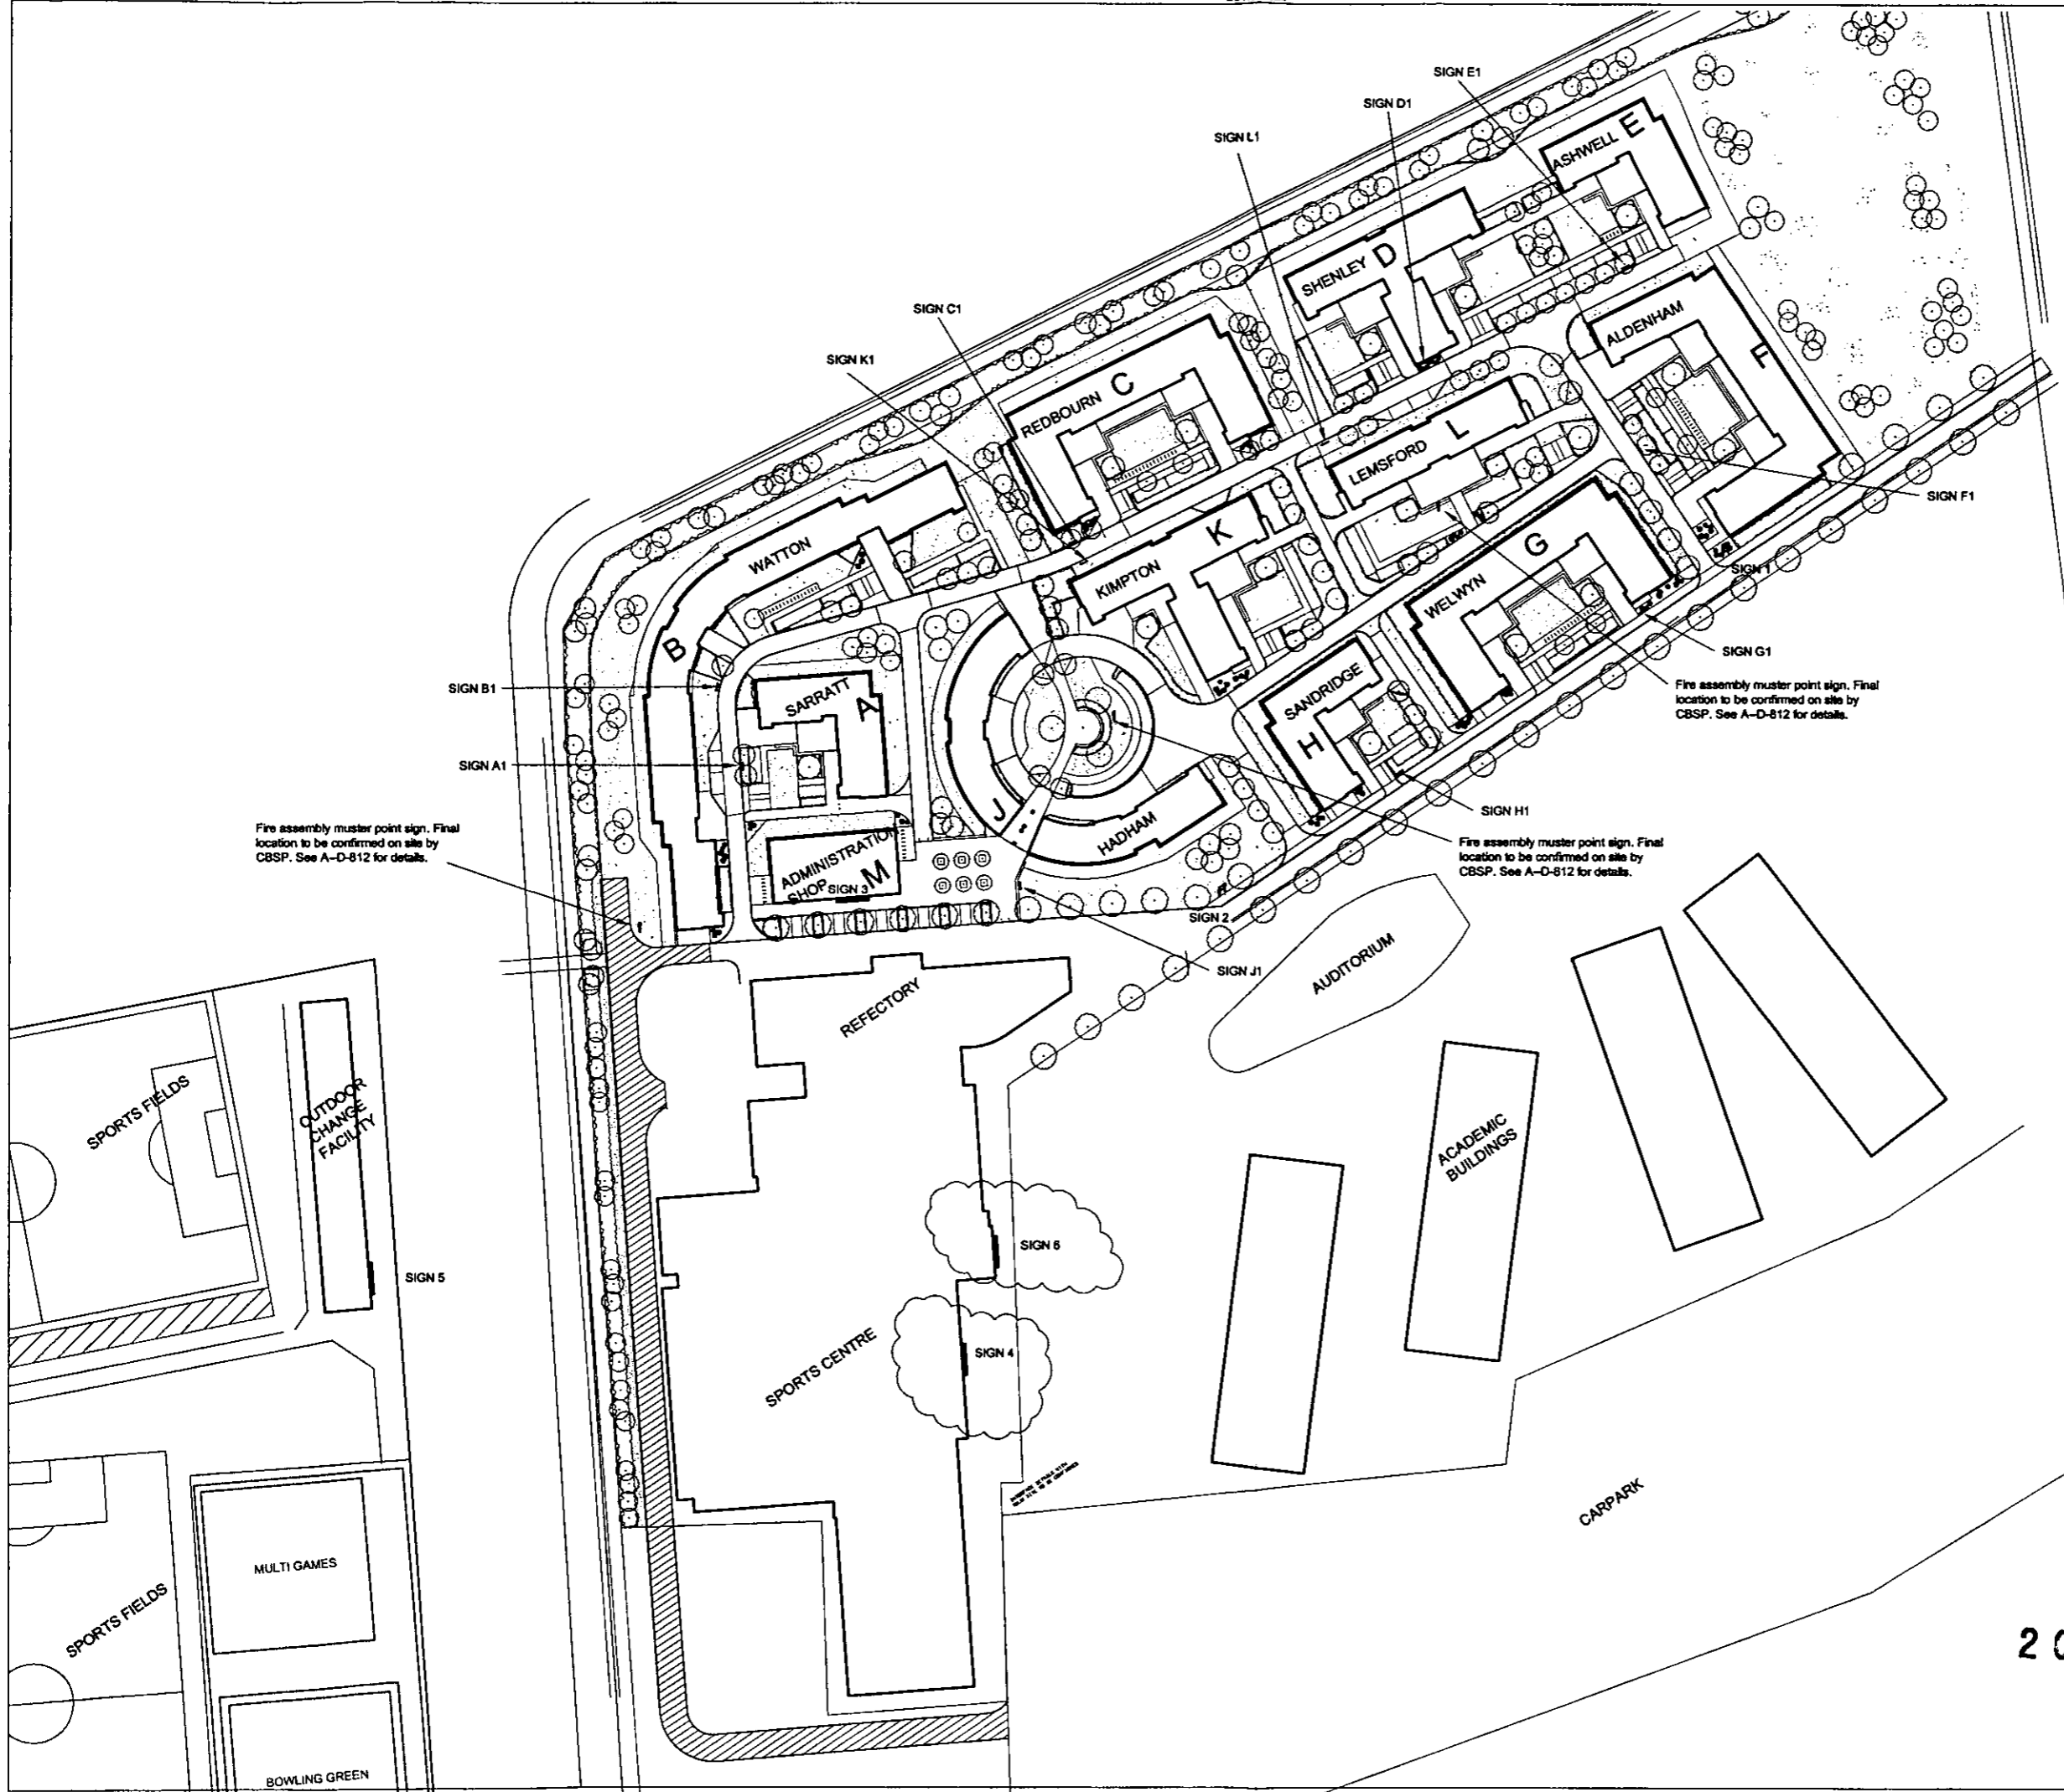 SIGN E1
SIGN D1
SIGN L1
ASHWELL E
SHENLEY D
SIGN C1
ALDENHAM
F
SIGN K1
REDBOURN C
LEMSFORD L
SIGN F1
WATTON
KIMPTON K
WELWYN G
SIGN 1
B
SIGN G1
SIGN B1
SARRATT
A
SANDRIDGE
H
Fire assembly muster point sign. Final
location to be confirmed on site by
CBSP. See A-D-812 for details.
SIGN A1
J
HADHAM
SIGN H1
Fire assembly muster point sign. Final
location to be confirmed on site by
CBSP. See A-D-812 for details.
Fire assembly muster point sign. Final
location to be confirmed on site by
CBSP. See A-D-812 for details.
ADMINISTRATION
SHOP
SIGN 3
M
SIGN 2
SIGN J1
AUDITORIUM
REFECTORY
SPORTS FIELDS
OUTDOOR
CHANGE
FACILITY
ACADEMIC
BUILDINGS
SIGN 6
SIGN 5
SIGN 4
SPORTS CENTRE
CARPARK
MULTI GAMES
SPORTS FIELDS
BOWLING GREEN
20